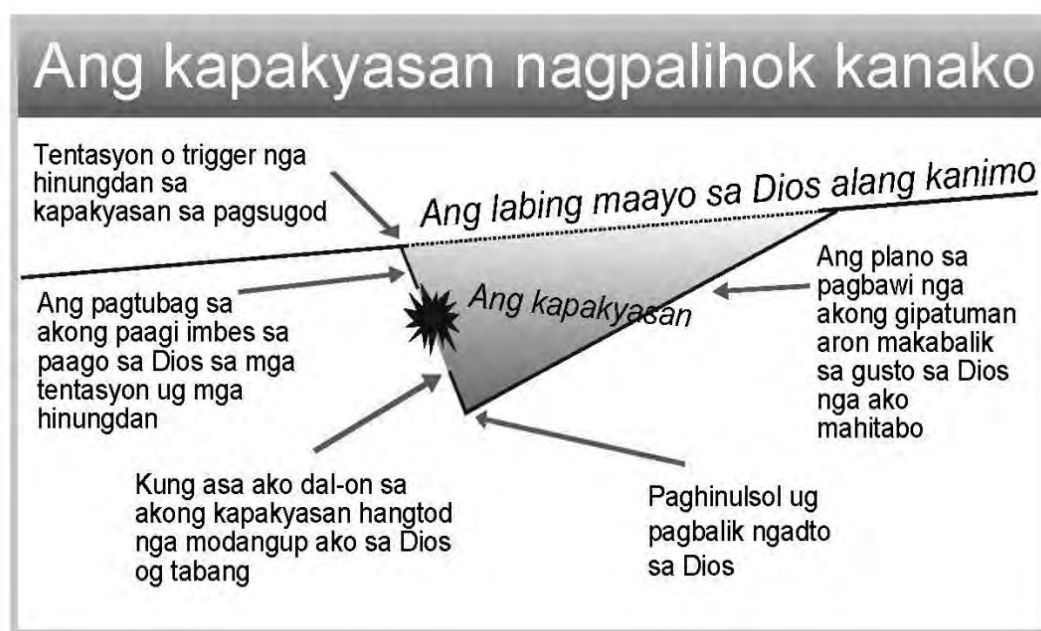 Ang kapakyasan nagpalihok kanako
Tentasyon o trigger nga
hinungdan sa
kapakyasan sa pagsugod
Ang labing maayo sa Dios alang kanimo
Ang pagtubag sa
akong paagi imbes sa
paago sa Dios sa mga
tentasyon ug mga
hinungdan
Ang kapakyasan
Ang plano sa
pagbawi nga
akong gipatuman
aron makabalik
sa gusto sa Dios
nga ako
mahitabo
Kung asa ako dal-on sa
akong kapakyasan hangtod
nga modangup ako sa Dios
og tabang
Paghinulsol ug
pagbalik ngadto
sa Dios